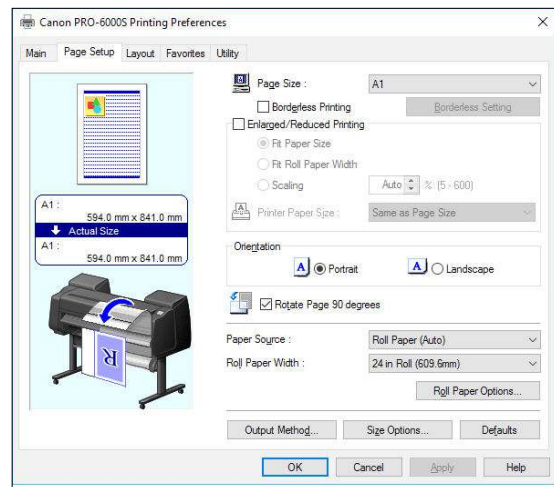 Canon PRO-6000S Printing Preferences
Main Page Setup Layout Favorites Utility
Page Size : A1
Borderless Printing Borderless Setting
Enlarged/Reduced Printing
Fit Paper Size
Fit Roll Paper Width
Scaling Auto % (5 - 600)
Printer Paper Size : Same as Page Size
A1 :
594.0 mm x 841.0 mm
Actual Size
A1 :
594.0 mm x 841.0 mm
Orientation
A Portrait A Landscape
Rotate Page 90 degrees
R
Paper Source : Roll Paper (Auto)
Roll Paper Width : 24 in Roll (609.6mm)
Roll Paper Options...
Output Method... Size Options... Defaults
OK Cancel Apply Help